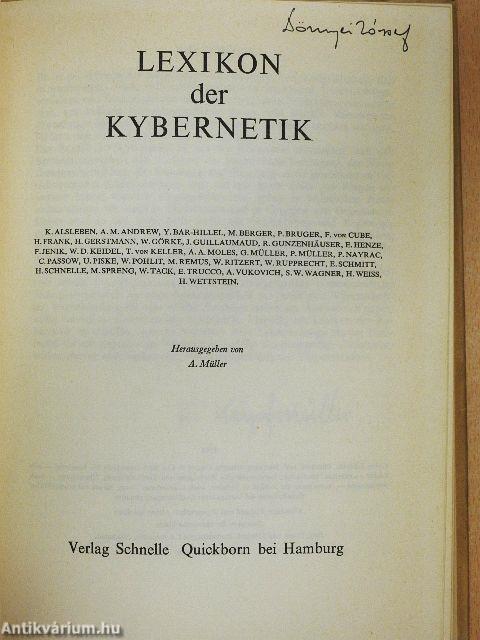 Dörnyei József
LEXIKON
der
KYBERNETIK
K. ALSLEBEN, A. M. ANDREW, Y. BAR-HILLEL, M. BERGER, P. BRUGER, F. VON CUBE,
H. FRANK, H. GERSTMANN, W. GÖRKE, J. GUILLAUMAUD, R. GUNZENHÄUSER, E. HENZE,
F. JENIK, W. D. KEIDEL, T. VON KELLER, A. A. MOLES, G. MÜLLER, P. MÜLLER, P. NAYRAC,
C. PASSOW, U. PISKE, W. POHLIT, M. REMUS, W. RITZERT, W. RUPPRECHT, E. SCHMITT,
H. SCHNELLE, M. SPRENG, W. TACK, E. TRUCCO, A. VUKOVICH, S. W. WAGNER, H. WEISS,
H. WETTSTEIN.
Herausgegeben von
A. Müller
Verlag Schnelle Quickborn bei Hamburg
Antikvárium.hu